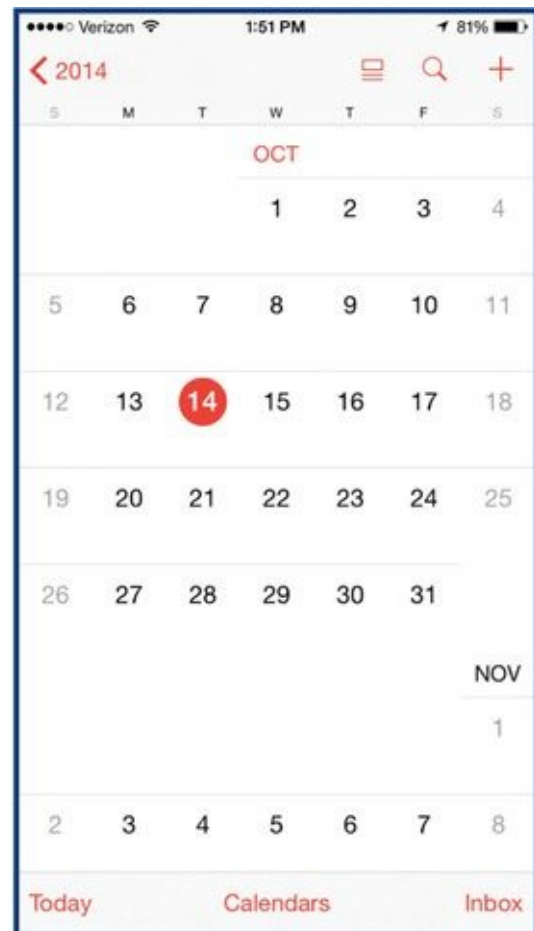 Verizon 1:51 PM 81%
2014
S M T W T F S
OCT
1 2 3 4
5 6 7 8 9 10 11
12 13 14 15 16 17 18
19 20 21 22 23 24 25
26 27 28 29 30 31
NOV
1
2 3 4 5 6 7 8
Today Calendars Inbox